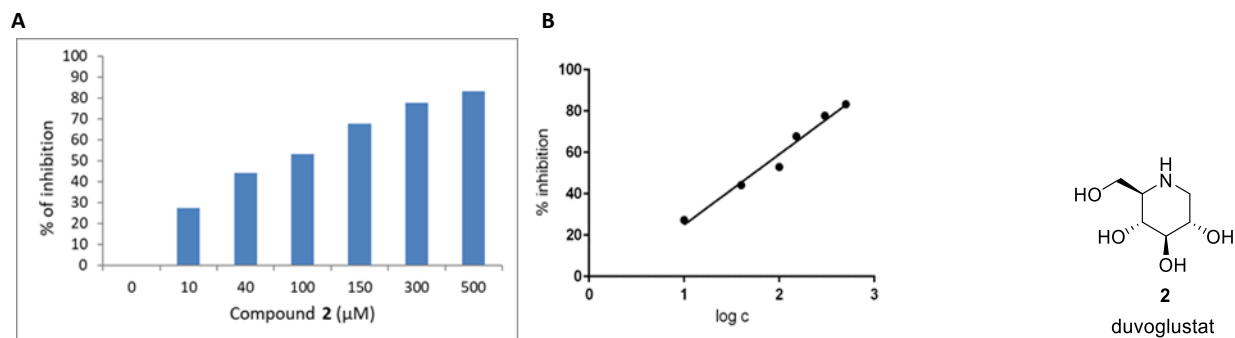 A
100
90
80
70
60
50
40
30
20
10
0
% of inhibition
0 10 40 100 150 300 500
Compound 2 (µM)
B
100
80
60
40
20
0
% inhibition
0 1 2 3
log c
H
N
HO
HO
OH
OH
2
duvoglustat